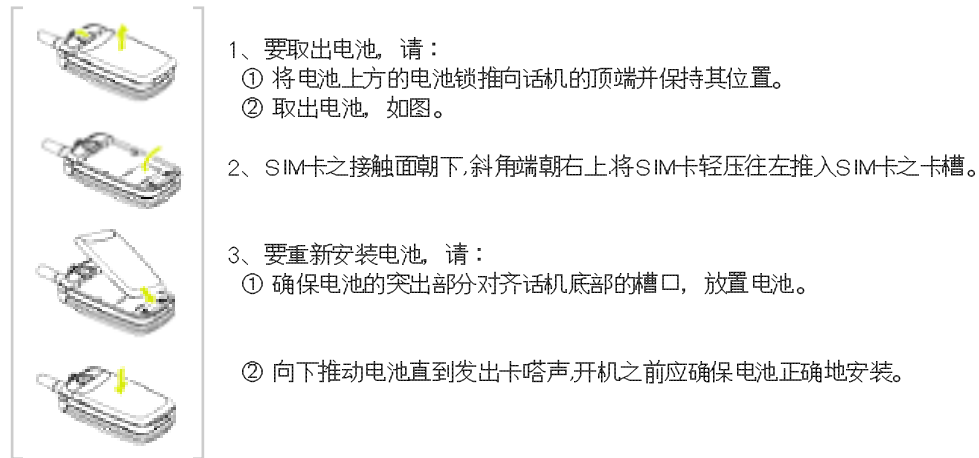 1、要取出电池，请：
① 将电池上方的电池锁推向话机的顶端并保持其位置。
② 取出电池，如图。
2、SIM卡之接触面朝下,斜角端朝右上.将SIM卡轻压往左推入SIM卡之卡槽。
3、要重新安装电池，请：
① 确保电池的突出部分对齐话机底部的槽口，放置电池。
② 向下推动电池直到发出卡嗒声,开机之前应确保电池正确地安装。